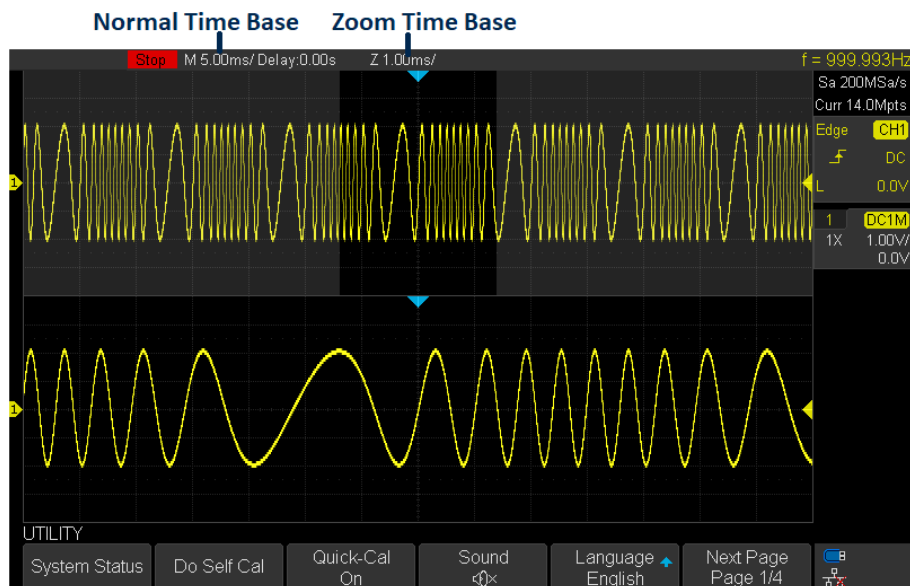 Normal Time Base Zoom Time Base
Stop M 5.00ms/ Delay:0.00s Z 1.00ms/ f = 999.993Hz
Sa 200MSa/s
Curr 14.0Mpts
Edge CH1
DC
L 0.0V
1 DC1M
1X 1.00V/
0.0V
1
1
UTILITY
System Status Do Self Cal Quick-Cal On Sound Language English Next Page Page 1/4